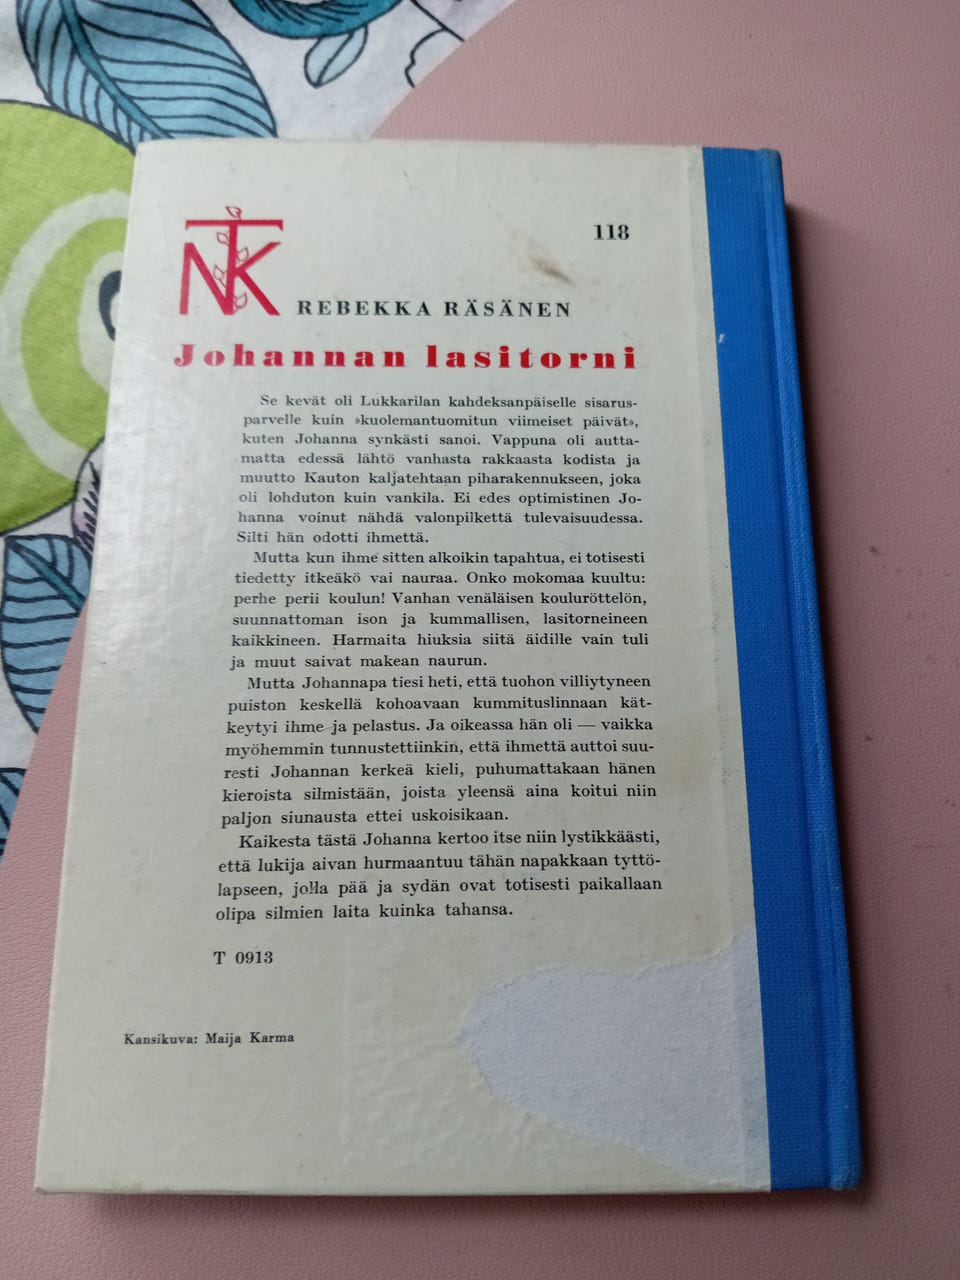 NTK
118
REBEKKA RÄSÄNEN
Johannan lasitorni
Se kevät oli Lukkarilan kahdeksanpäiselle sisarus-
parvelle kuin »kuolemantuomitun viimeiset päivät»,
kuten Johanna synkästi sanoi. Vappuna oli autta-
matta edessä lähtö vanhasta rakkaasta kodista ja
muutto Kauton kaljatehtaan piharakennukseen, joka
oli lohduton kuin vankila. Ei edes optimistinen Jo-
hanna voinut nähdä valonpilkettä tulevaisuudessa.
Silti hän odotti ihmettä.
Mutta kun ihme sitten alkoikin tapahtua, ei totisesti
tiedetty itkeäkö vai nauraa. Onko mokomaa kuultu:
perhe perii koulun! Vanhan venäläisen kouluröttelön,
suunnattoman ison ja kummallisen, lasitorneineen
kaikkineen. Harmaita hiuksia siitä äidille vain tuli
ja muut saivat makean naurun.
Mutta Johannapa tiesi heti, että tuohon villiytyneen
puiston keskellä kohoavaan kummituslinnaan kät-
keytyi ihme ja pelastus. Ja oikeassa hän oli — vaikka
myöhemmin tunnustettiinkin, että ihmettä auttoi suu-
resti Johannan kerkeä kieli, puhumattakaan hänen
kieroista silmistään, joista yleensä aina koitui niin
paljon siunausta ettei uskoisikaan.
Kaikesta tästä Johanna kertoo itse niin lystikkäästi,
että lukija aivan hurmaantuu tähän napakkaan tyttö-
lapseen, jolla pää ja sydän ovat totisesti paikallaan
olipa silmien laita kuinka tahansa.
T 0913
Kansikuva: Maija Karma